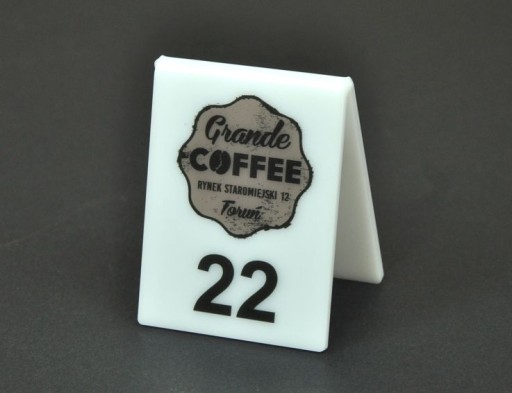 Grande
COFFEE
RYNEK STAROMIEJSKI 12
Toruń
22